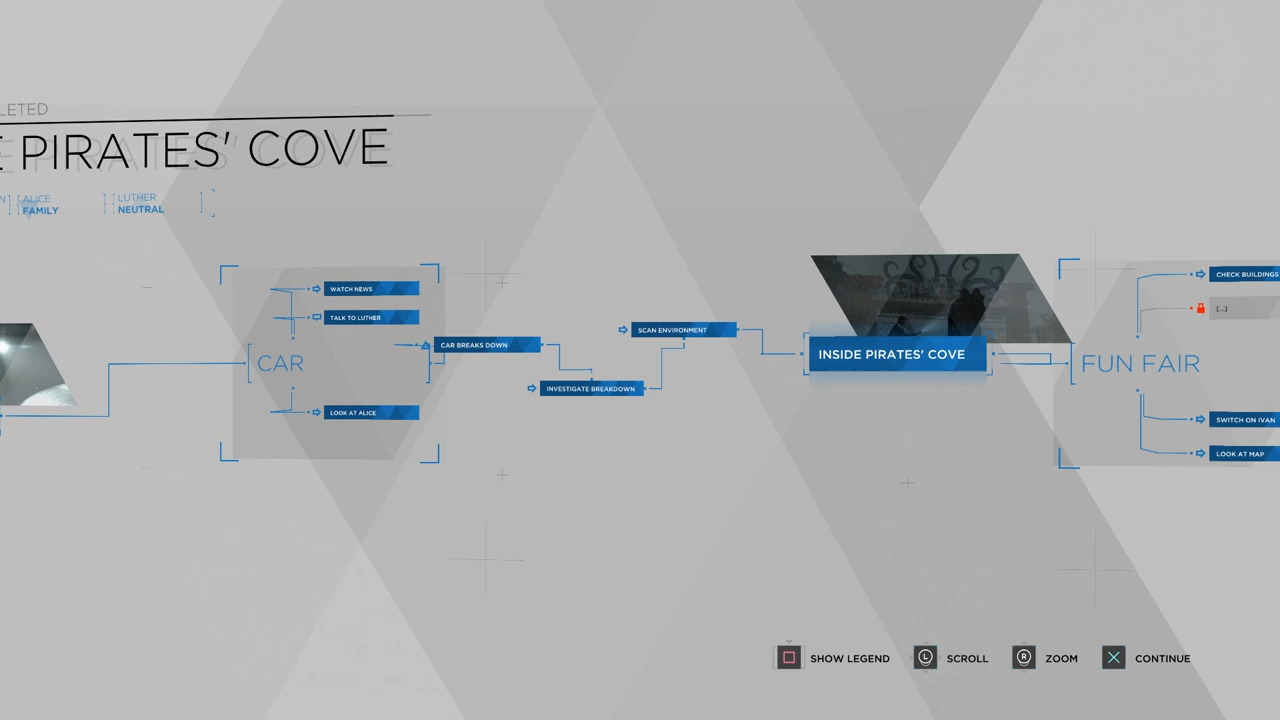 LETED
E PIRATES' COVE
N ALICE LUTHER
FAMILY NEUTRAL
WATCH NEWS
TALK TO LUTHER
CAR
LOOK AT ALICE
CAR BREAKS DOWN
INVESTIGATE BREAKDOWN
SCAN ENVIRONMENT
INSIDE PIRATES' COVE
FUN FAIR
CHECK BUILDINGS
[...]
SWITCH ON IVAN
LOOK AT MAP
SHOW LEGEND L SCROLL R ZOOM CONTINUE